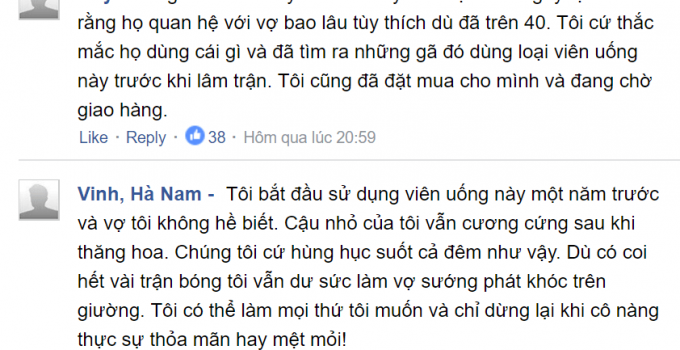 rằng họ quan hệ với vợ bao lâu tùy thích dù đã trên 40. Tôi cứ thắc
mắc họ dùng cái gì và đã tìm ra những gã đó dùng loại viên uống
này trước khi lâm trận. Tôi cũng đã đặt mua cho mình và đang chờ
giao hàng.
Like · Reply · 38 · Hôm qua lúc 20:59
Vinh, Hà Nam - Tôi bắt đầu sử dụng viên uống này một năm trước
và vợ tôi không hề biết. Cậu nhỏ của tôi vẫn cương cứng sau khi
thăng hoa. Chúng tôi cứ hùng hục suốt cả đêm như vậy. Dù có coi
hết vài trận bóng tôi vẫn dư sức làm vợ sướng phát khóc trên
giường. Tôi có thể làm mọi thứ tôi muốn và chỉ dừng lại khi cô nàng
thực sự thỏa mãn hay mệt mỏi!